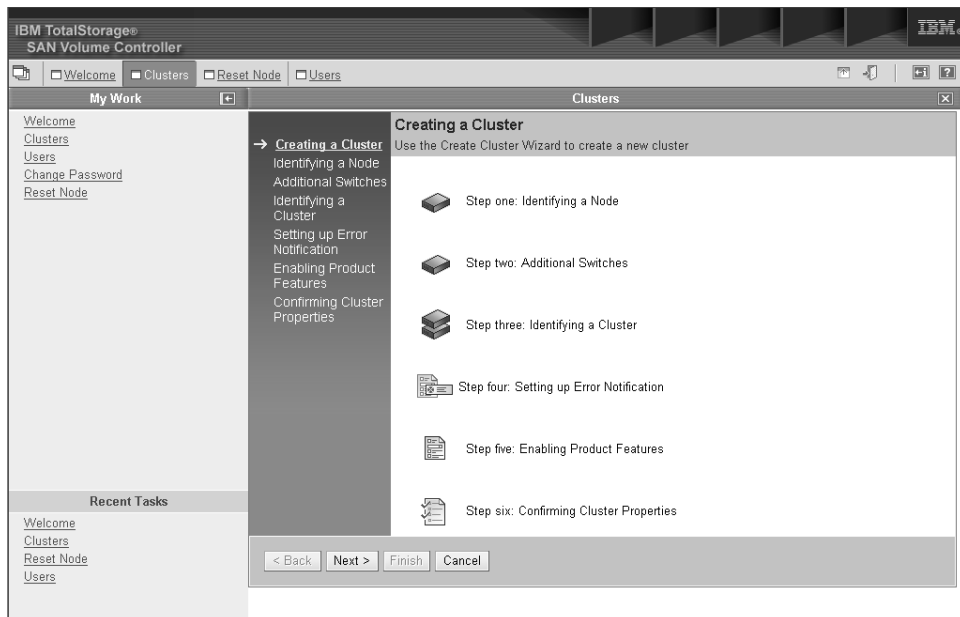 IBM TotalStorage®
SAN Volume Controller
IBM.
Welcome
Clusters
Reset Node
Users
My Work
Clusters
Welcome
Clusters
Users
Change Password
Reset Node
Recent Tasks
Welcome
Clusters
Reset Node
Users
Creating a Cluster
Identifying a Node
Additional Switches
Identifying a
Cluster
Setting up Error
Notification
Enabling Product
Features
Confirming Cluster
Properties
Creating a Cluster
Use the Create Cluster Wizard to create a new cluster
Step one: Identifying a Node
Step two: Additional Switches
Step three: Identifying a Cluster
Step four: Setting up Error Notification
Step five: Enabling Product Features
Step six: Confirming Cluster Properties
< Back
Next >
Finish
Cancel